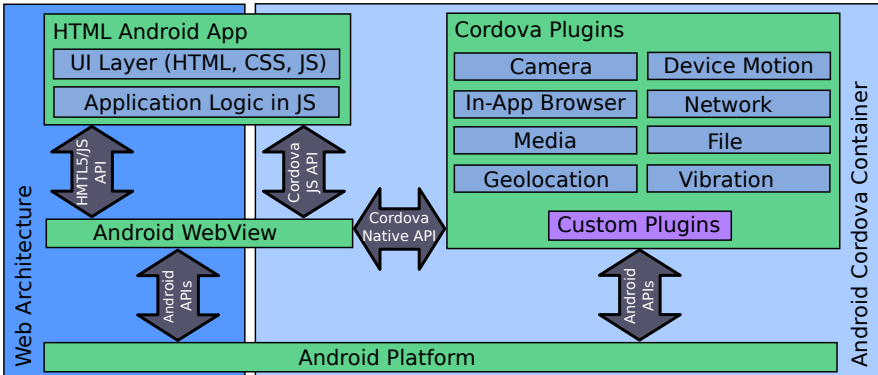 HTML Android App
UI Layer (HTML, CSS, JS)
Application Logic in JS
HMTL5/JS
API
Cordova
JS API
Android WebView
Android
APIs
Web Architecture
Cordova
Native API
Cordova Plugins
Camera
Device Motion
In-App Browser
Network
Media
File
Geolocation
Vibration
Custom Plugins
Android
APIs
Android Platform
Android Cordova Container